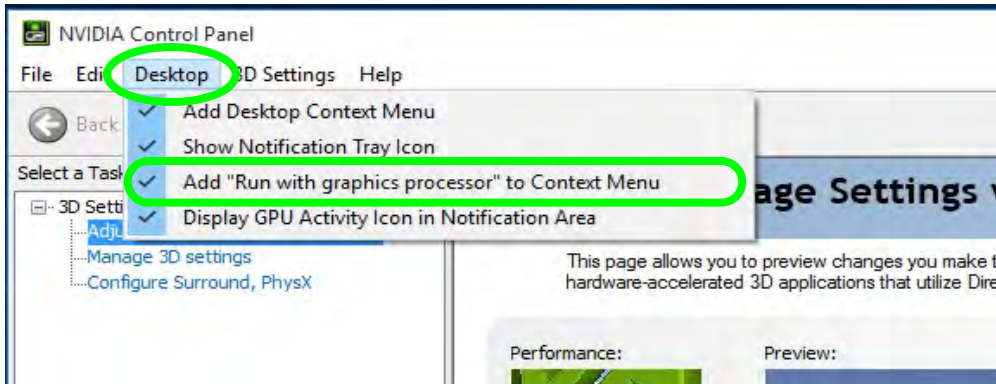 NVIDIA Control Panel
File Edi Desktop 3D Settings Help
Back
Add Desktop Context Menu
Show Notification Tray Icon
Add "Run with graphics processor" to Context Menu
Display GPU Activity Icon in Notification Area
Select a Task
3D Setti
Adju
Manage 3D settings
Configure Surround, PhysX
age Settings
This page allows you to preview changes you make t
hardware-accelerated 3D applications that utilize Dire
Performance:
Preview: